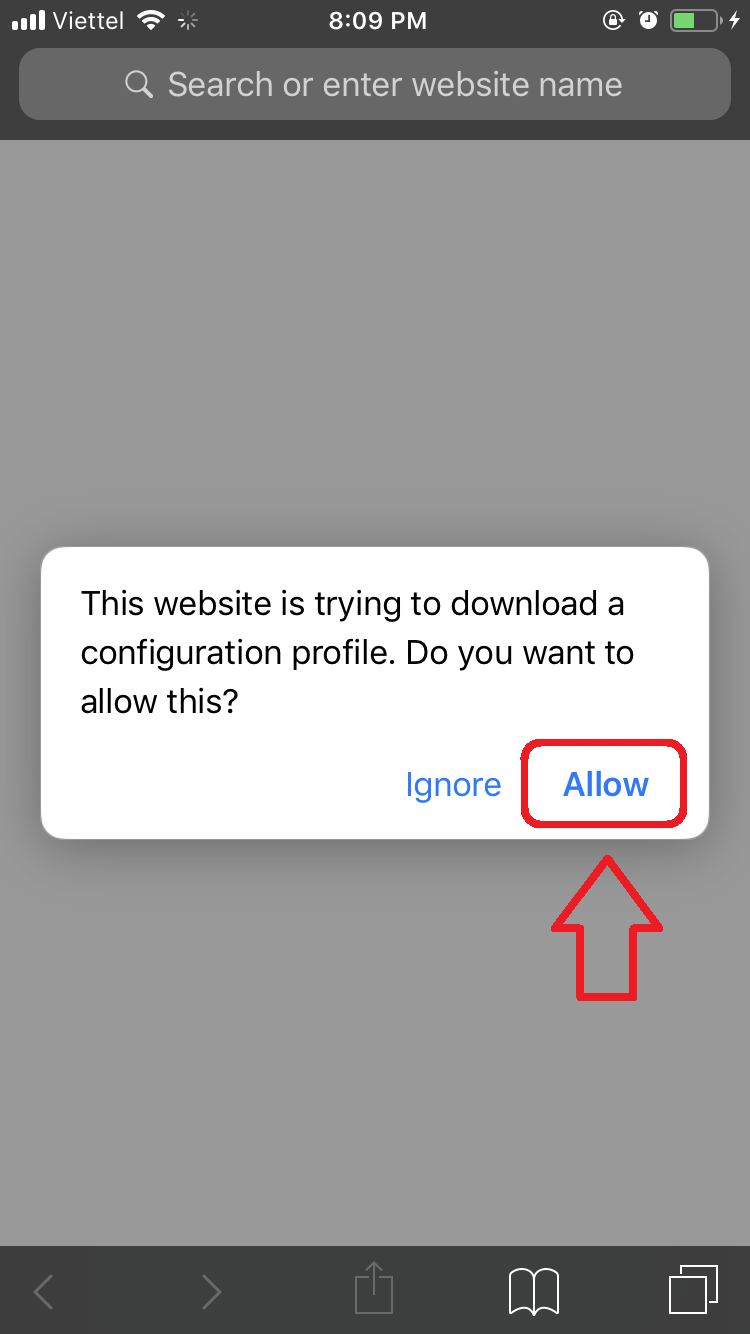 Viettel 8:09 PM
Search or enter website name
This website is trying to download a
configuration profile. Do you want to
allow this?
Ignore Allow